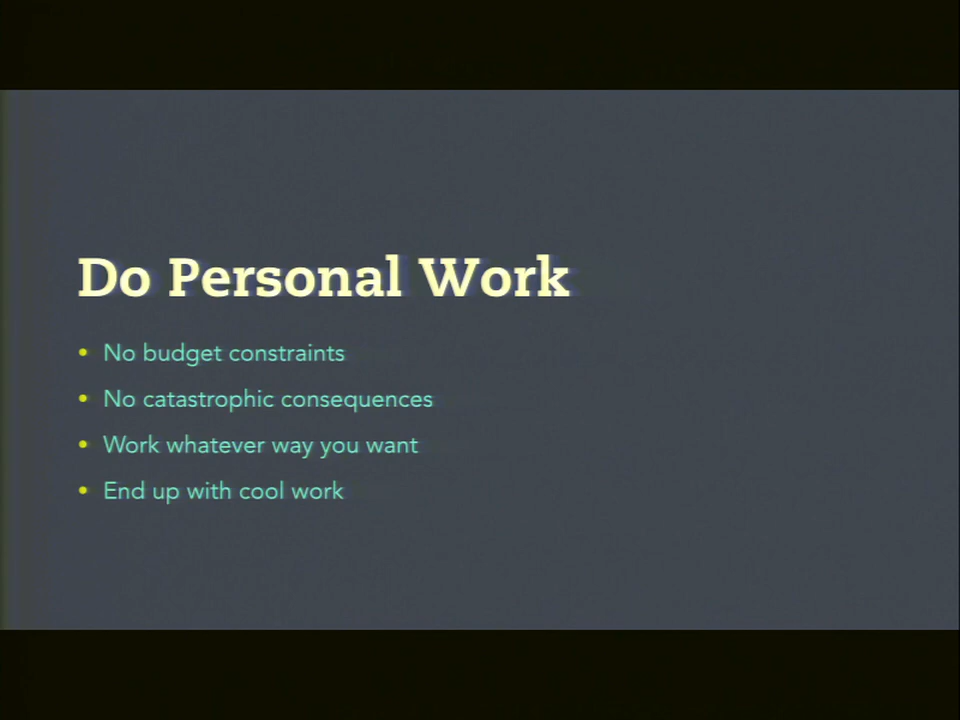 Do Personal Work
• No budget constraints
• No catastrophic consequences
• Work whatever way you want
• End up with cool work